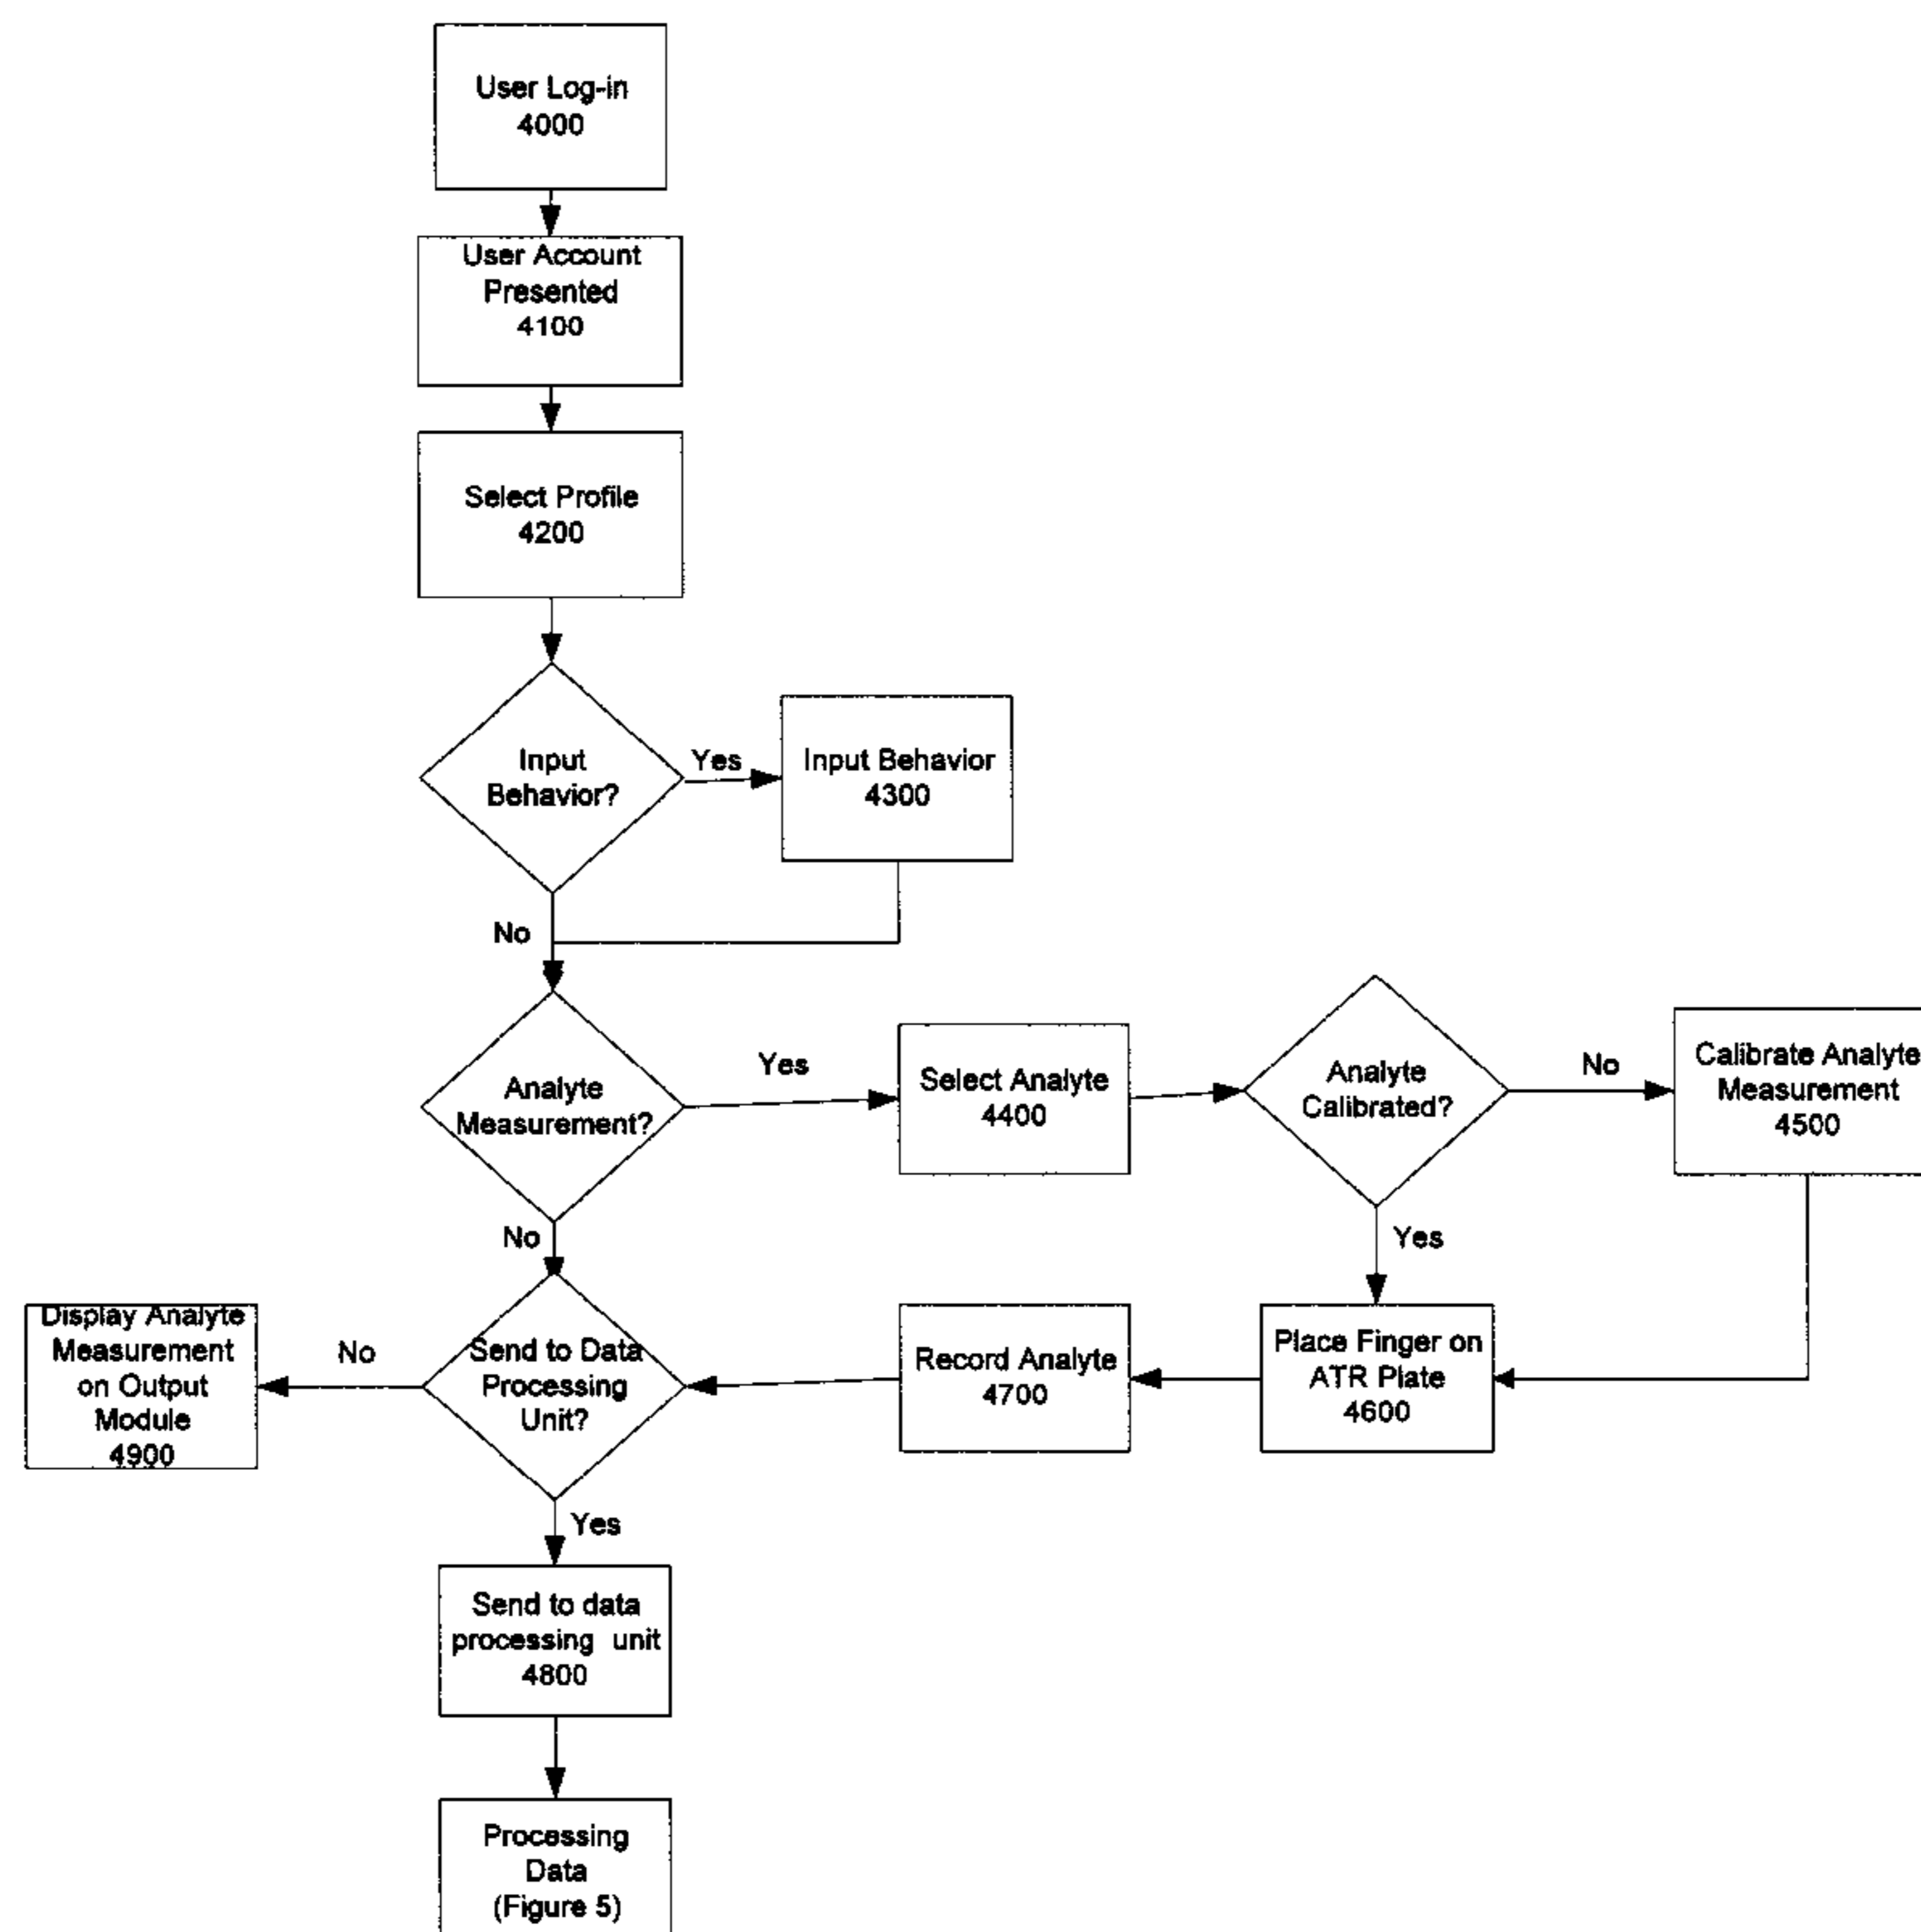 User Log-in
4000
User Account
Presented
4100
Select Profile
4200
Input
Behavior?
Yes
Input Behavior
4300
No
Analyte
Measurement?
Yes
Select Analyte
4400
Analyte
Calibrated?
No
Calibrate Analyte
Measurement
4500
Yes
No
Display Analyte
Measurement
on Output
Module
4900
No
Send to Data
Processing
Unit?
Record Analyte
4700
Place Finger on
ATR Plate
4600
Yes
Send to data
processing unit
4800
Processing
Data
(Figure 5)